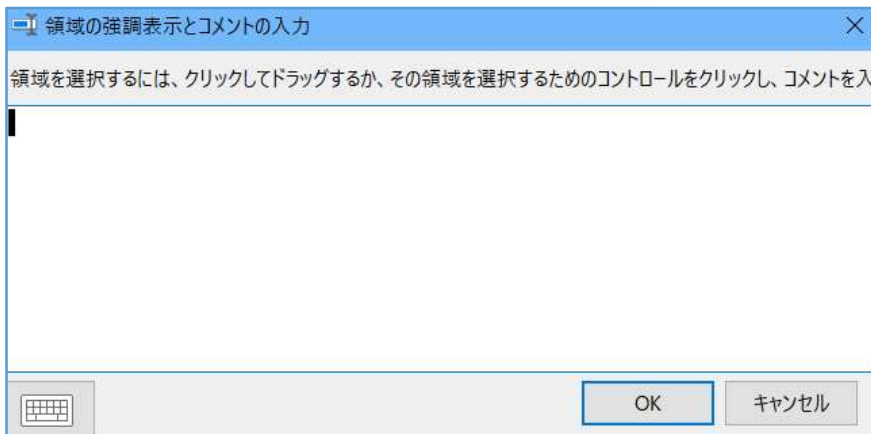 領域の強調表示とコメントの入力
領域を選択するには、クリックしてドラッグするか、その領域を選択するためのコントロールをクリックし、コメントを入
OK
キャンセル